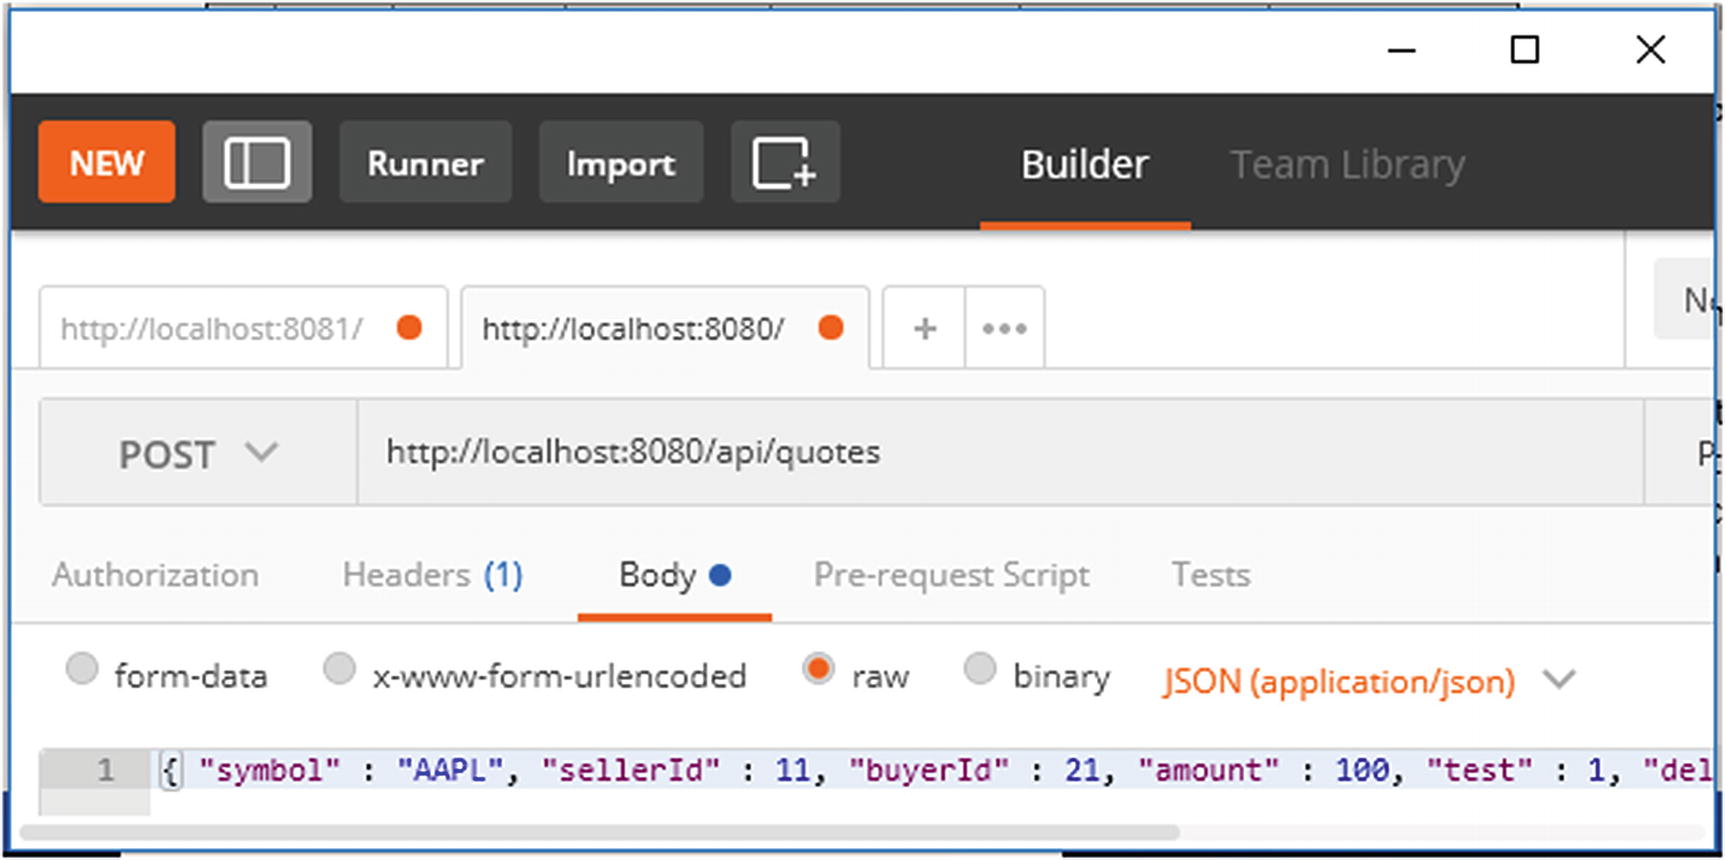 NEW Runner Import Builder Team Library
http://localhost:8081/ http://localhost:8080/ + •••
POST http://localhost:8080/api/quotes
Authorization Headers (1) Body Pre-request Script Tests
form-data x-www-form-urlencoded raw binary JSON (application/json)
1 { "symbol" : "AAPL", "sellerId" : 11, "buyerId" : 21, "amount" : 100, "test" : 1, "del